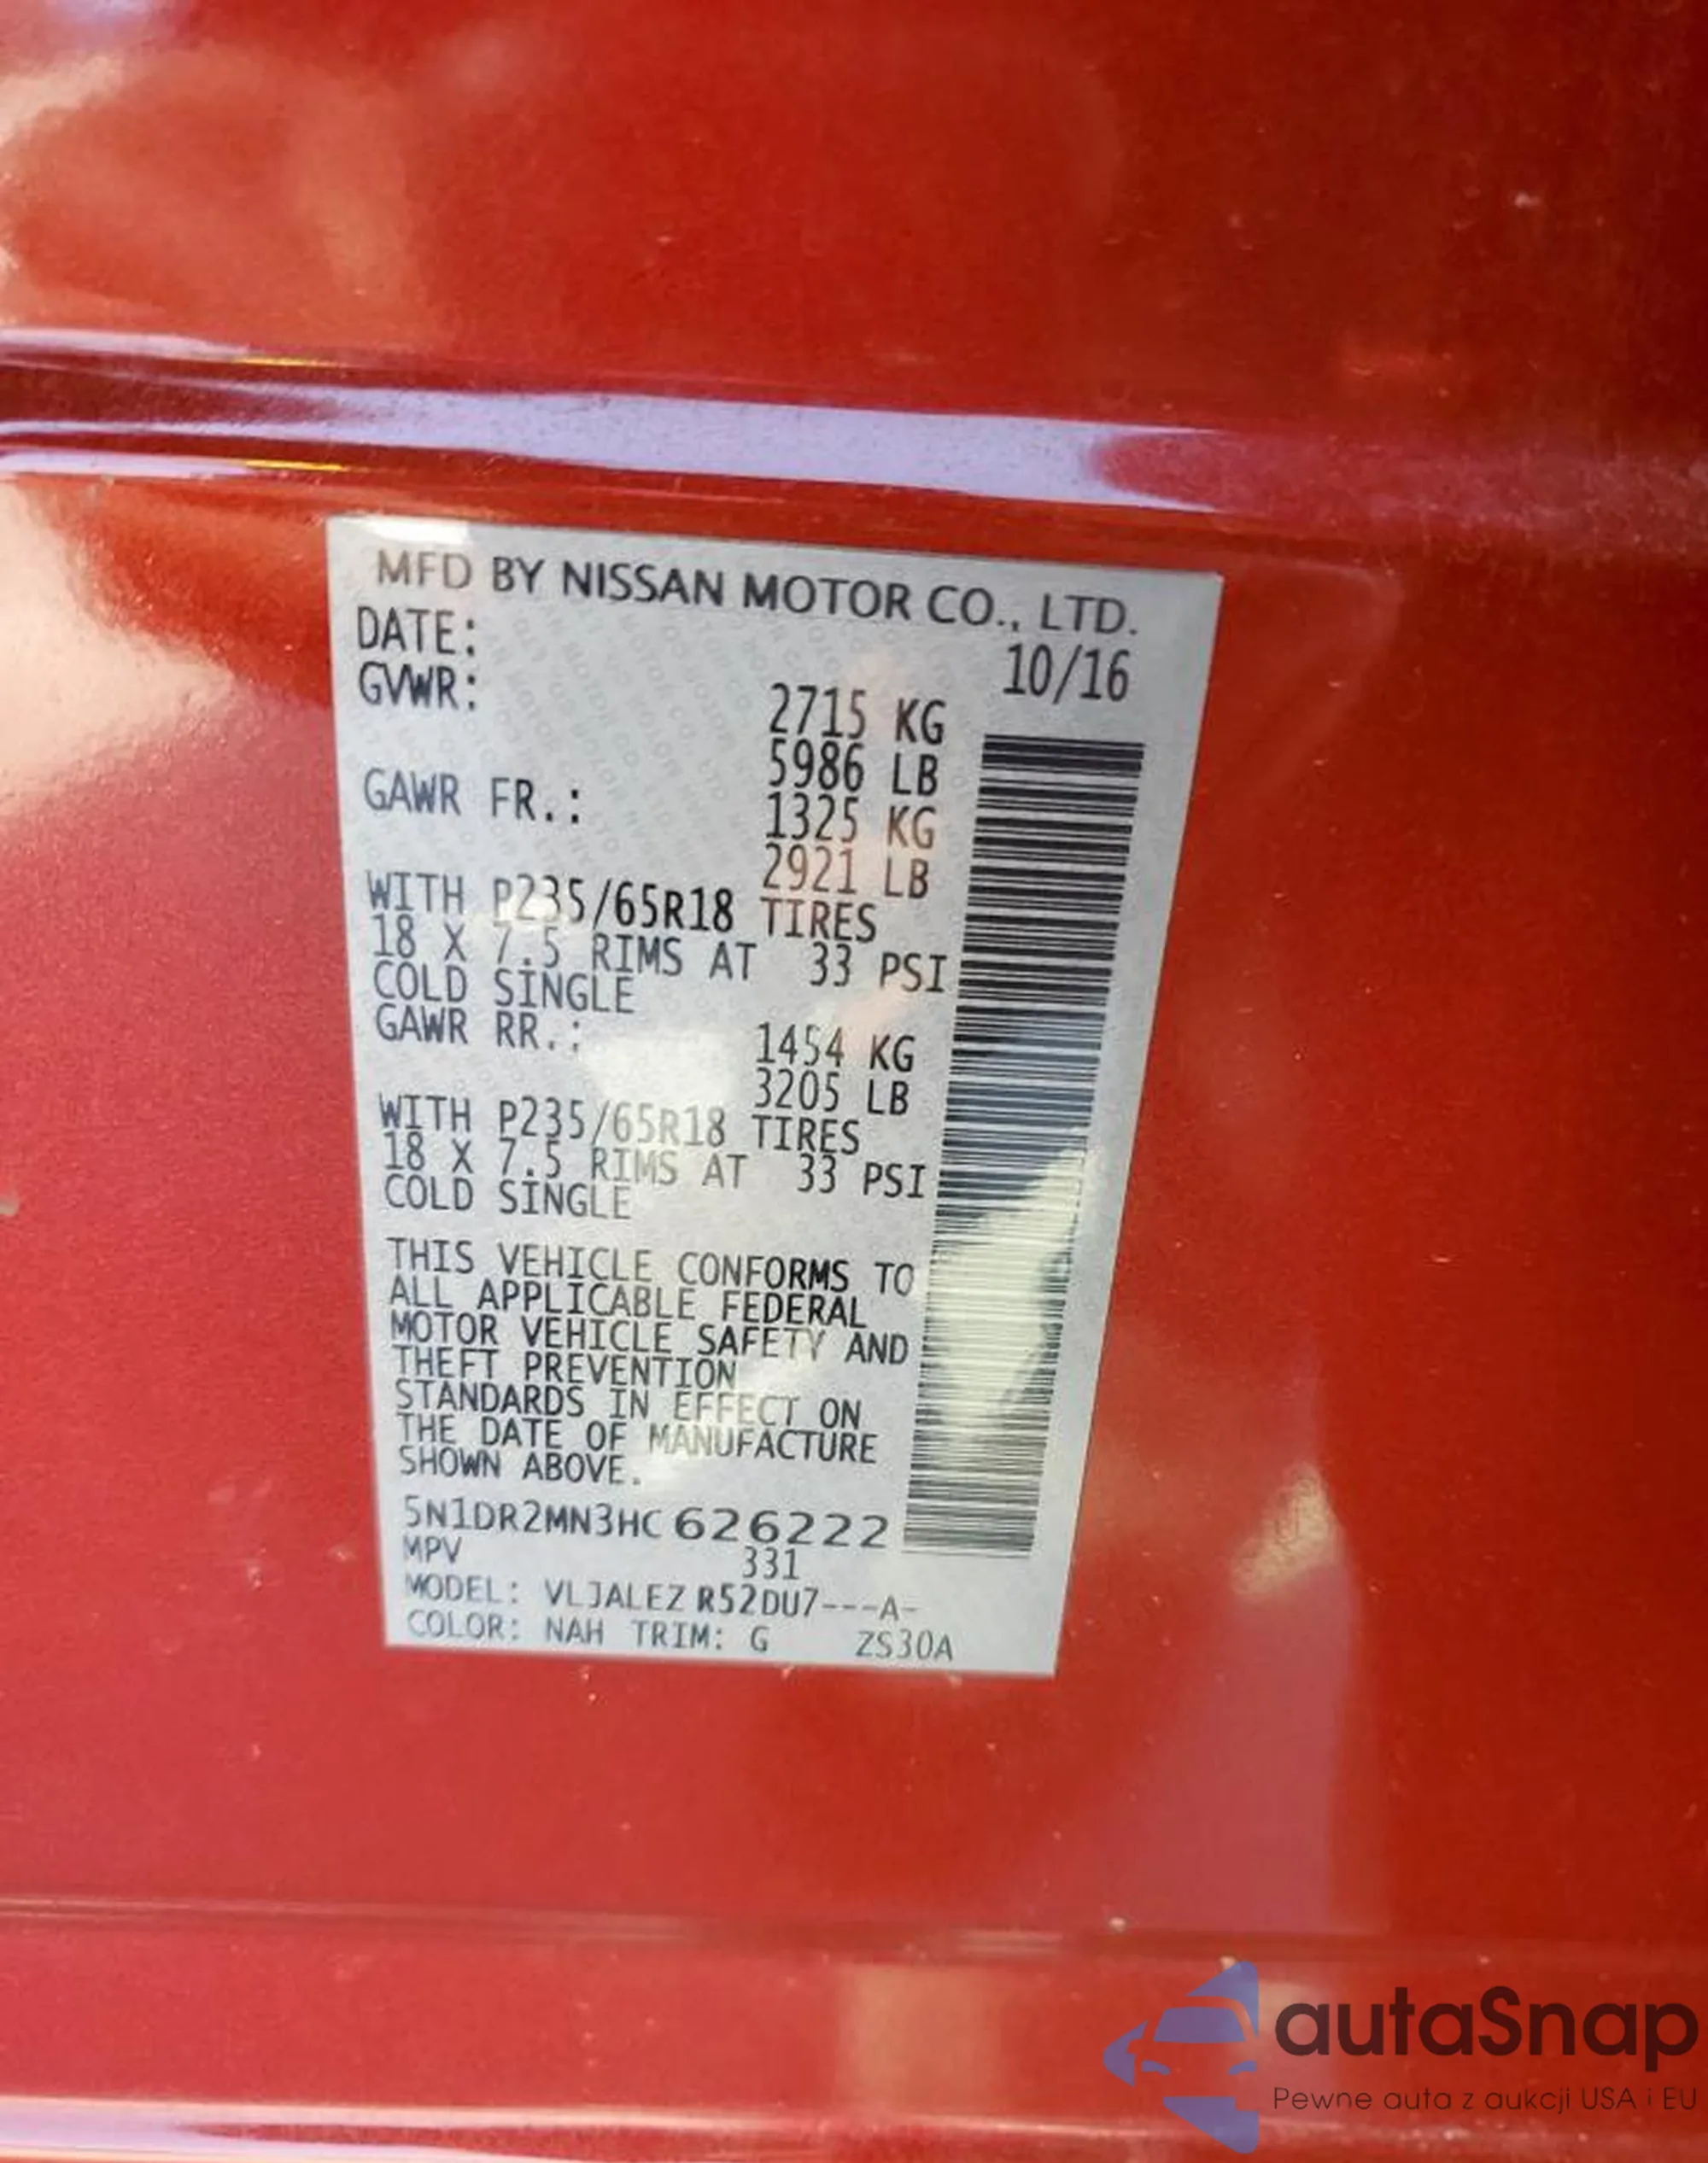 MFD BY NISSAN MOTOR CO., LTD.
DATE: 10/16
GVWR: 2715 KG
5986 LB
GAWR FR.: 1325 KG
2921 LB
WITH P235/65R18 TIRES
18 X 7.5 RIMS AT 33 PSI
COLD SINGLE
GAWR RR.: 1454 KG
3205 LB
WITH P235/65R18 TIRES
18 X 7.5 RIMS AT 33 PSI
COLD SINGLE
THIS VEHICLE CONFORMS TO
ALL APPLICABLE FEDERAL
MOTOR VEHICLE SAFETY AND
THEFT PREVENTION
STANDARDS IN EFFECT ON
THE DATE OF MANUFACTURE
SHOWN ABOVE.
5N1DR2MN3HC626222
MPV 331
MODEL: VLJALEZ R52DU7---A-
COLOR: NAH TRIM: G ZS30A
autaSnap
Pewne auta z aukcji USA i EU